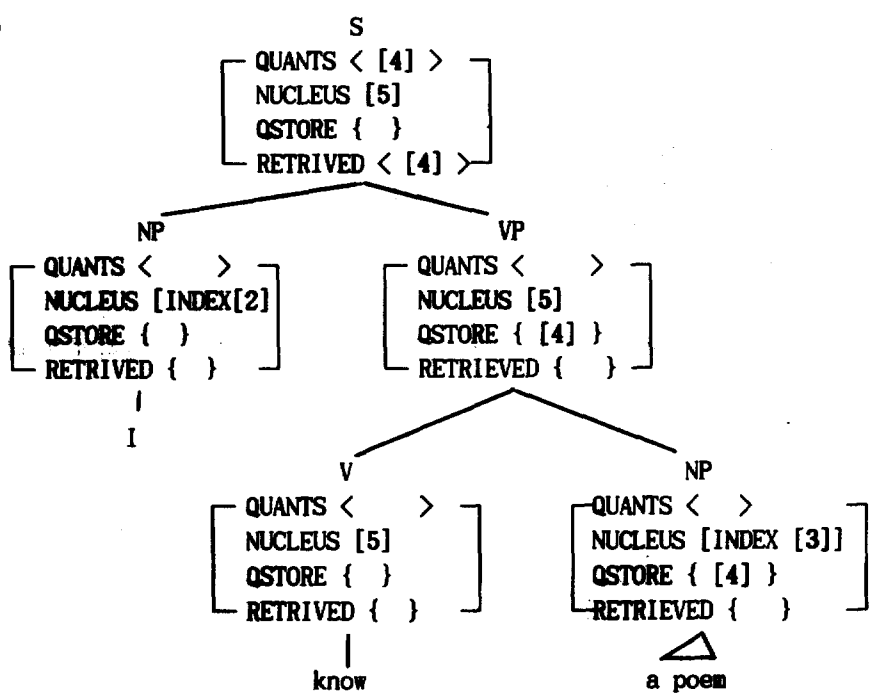 S
QUANTS < [4] >
NUCLEUS [5]
QSTORE { }
RETRIVED < [4] >
NP VP
QUANTS < > QUANTS < >
NUCLEUS [INDEX[2] NUCLEUS [5]
QSTORE { } QSTORE { [4] }
RETRIVED { } RETRIEVED { }
I
V NP
QUANTS < > QUANTS < >
NUCLEUS [5] NUCLEUS [INDEX [3]]
QSTORE { } QSTORE { [4] }
RETRIVED { } RETRIEVED { }
know a poem